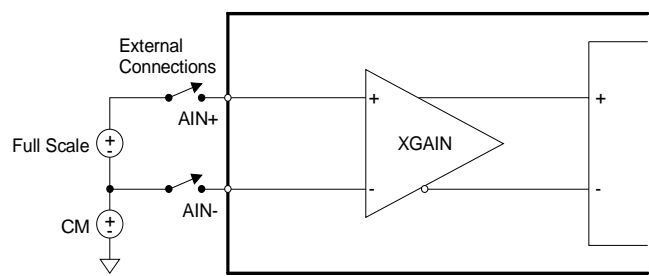 External
Connections
+
+
AIN+
Full Scale
+
-
XGAIN
-
-
AIN-
CM
+
-